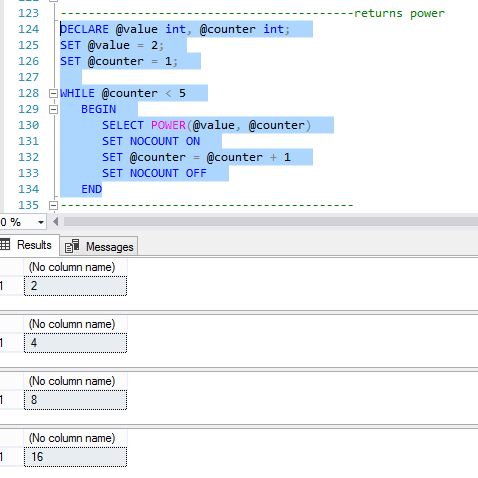 123 ----------------------------------------returns power
124 DECLARE @value int, @counter int;
125 SET @value = 2;
126 SET @counter = 1;
127
128 WHILE @counter < 5
129 BEGIN
130 SELECT POWER(@value, @counter)
131 SET NOCOUNT ON
132 SET @counter = @counter + 1
133 SET NOCOUNT OFF
134 END
135 ----------------------------------------
0 %
Results Messages
(No column name)
1 2
(No column name)
1 4
(No column name)
1 8
(No column name)
1 16